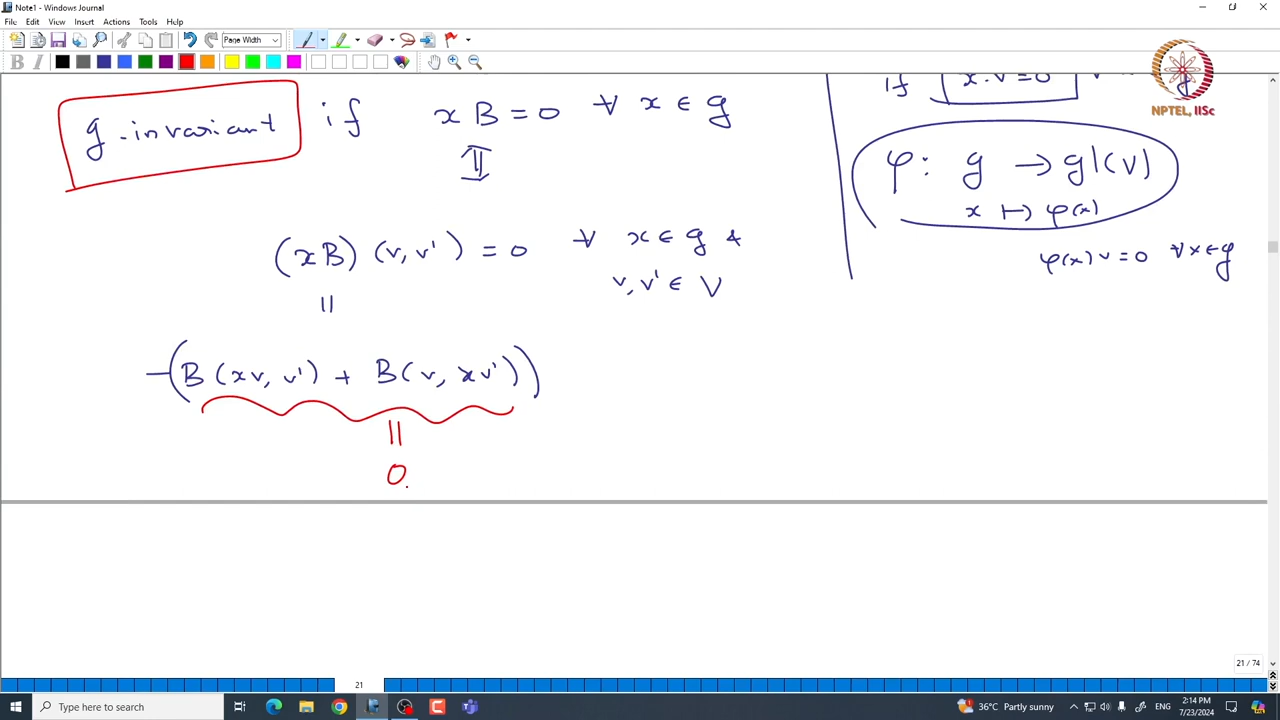 Note1 - Windows Journal
File Edit View Insert Actions Tools Help
Page Width
B I
NPTEL, IISc
if x·v=0
g-invariant if xB=0 ∀ x∈g
φ: g → gl(V)
x ↦ φ(x)
φ(x)v=0 ∀x∈g
(xB)(v,v')=0 ∀ x∈g &
v,v'∈V
||
-(B(xv,v')+B(v,xv'))
||
0.
21 / 74
21
Type here to search
36°C Partly sunny
2:14 PM
7/23/2024